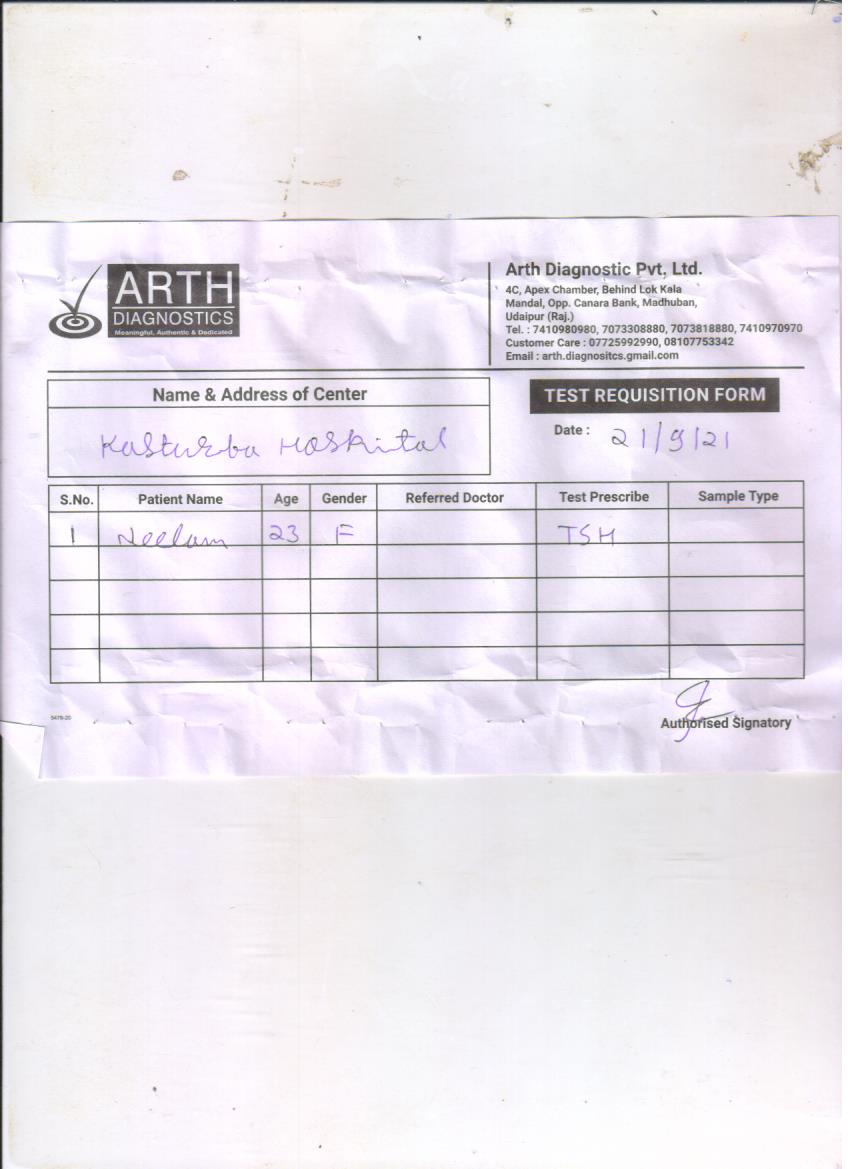 ARTH
DIAGNOSTICS
Meaningful, Authentic & Dedicated
Arth Diagnostic Pvt. Ltd.
4C, Apex Chamber, Behind Lok Kala
Mandal, Opp. Canara Bank, Madhuban,
Udaipur (Raj.)
Tel. : 7410980980, 7073308880, 7073818880, 7410970970
Customer Care : 07725992990, 08107753342
Email : arth.diagnositcs.gmail.com
Name & Address of Center
Kasturba Hospital
TEST REQUISITION FORM
Date : 21/9/21
S.No. Patient Name Age Gender Referred Doctor Test Prescribe Sample Type
1 Neelam 23 F TSH
5478-20
Authorised Signatory